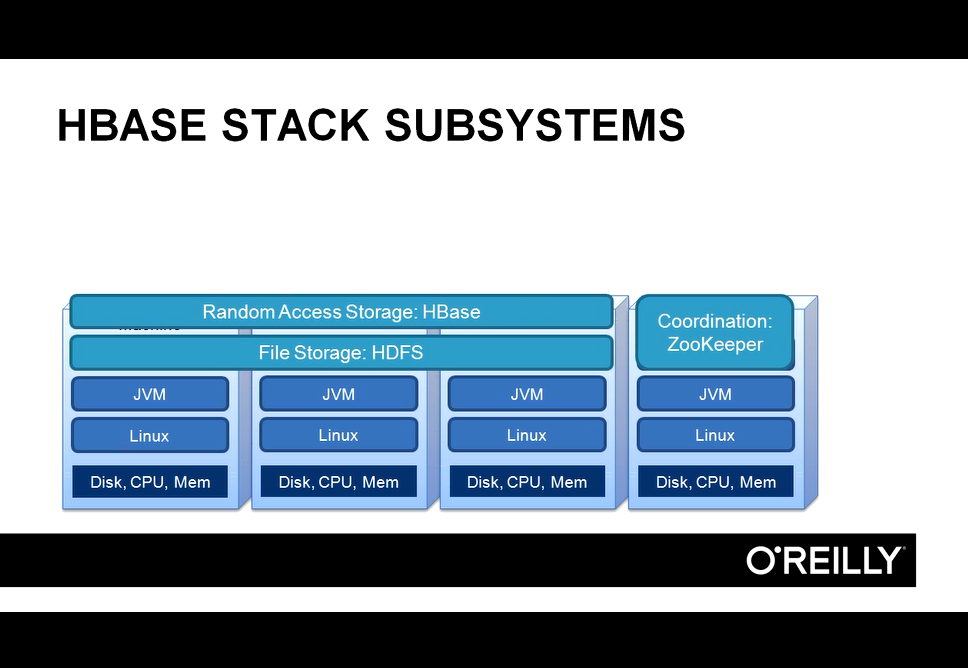 HBASE STACK SUBSYSTEMS
Random Access Storage: HBase
File Storage: HDFS
Coordination:
ZooKeeper
JVM JVM JVM JVM
Linux Linux Linux Linux
Disk, CPU, Mem Disk, CPU, Mem Disk, CPU, Mem Disk, CPU, Mem
O'REILLY